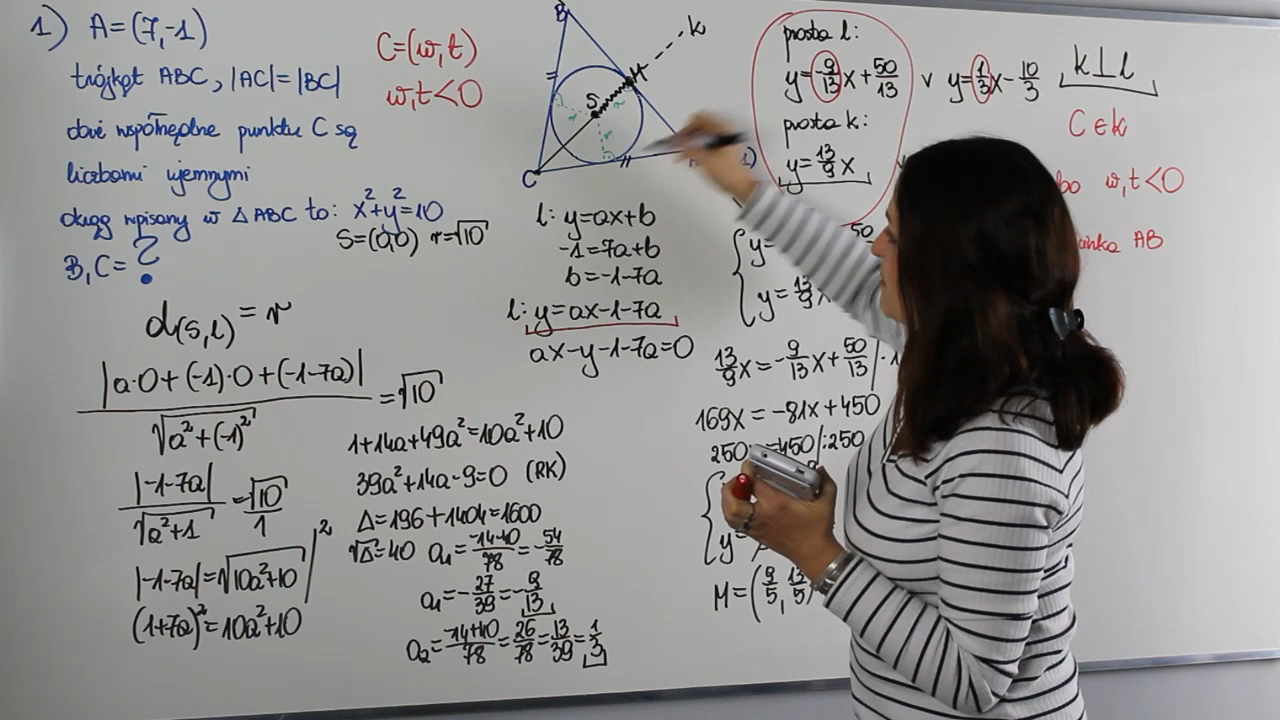 1) A=(7,-1)
trójkąt ABC, |AC|=|BC|
dwie współrzędne punktu C są
liczbami ujemnymi
okrąg wpisany w △ABC to: x²+y²=10
S=(0,0) r=√10
B,C=?
C=(w,t)
w,t<0
d(S,l)=r
|a·0+(-1)·0+(-1-7a)| / √(a²+(-1)²) = √10
|-1-7a| / √(a²+1) = √10 / 1
|-1-7a|=√(10a²+10) |²
(1+7a)²=10a²+10
B
k
M
S
r
r
r
C
l: y=ax+b
-1=7a+b
b=-1-7a
l: y=ax-1-7a
ax-y-1-7a=0
1+14a+49a²=10a²+10
39a²+14a-9=0 (RK)
Δ=196+1404=1600
√Δ=40 a₁=(-14-40)/78=-54/78
a₁=-27/39=-9/13
a₂=(-14+40)/78=26/78=13/39=1/3
prosta l:
y=-9/13x+50/13 v y=1/3x-10/3
prosta k:
y=13/9x
k⊥l
C∈k
w,t<0
AB
{ y=
y=13/9x
13/9x=-9/13x+50/13 |·1
169x=-81x+450
=450 |:250
M=(9/5, 13/5)